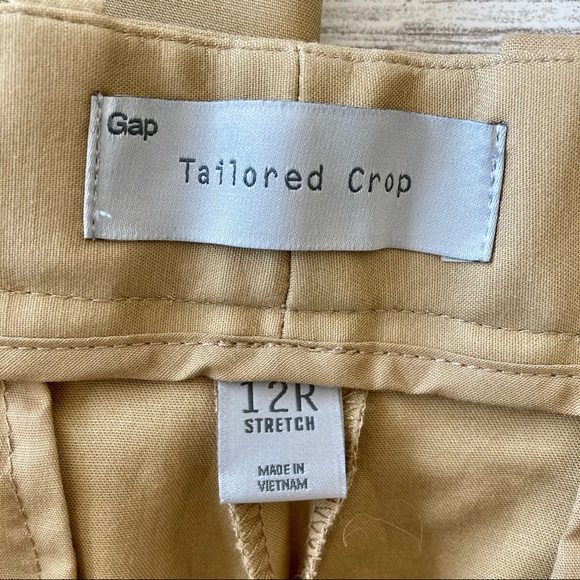 Gap
Tailored Crop
12R
STRETCH
MADE IN
VIETNAM